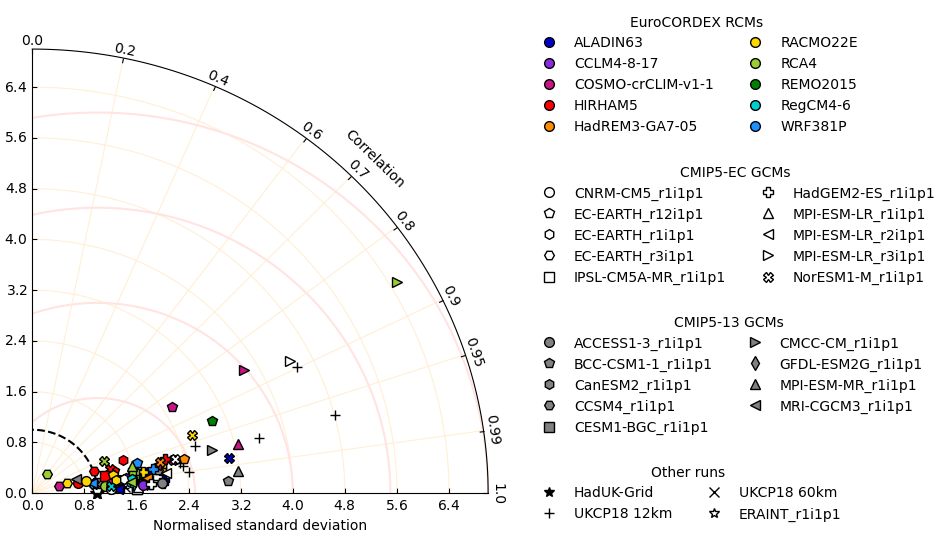 0.0
0.2
0.4
0.6
Correlation
0.7
0.8
0.9
0.95
0.99
1.0
6.4
5.6
4.8
4.0
3.2
2.4
1.6
0.8
0.0
0.0 0.8 1.6 2.4 3.2 4.0 4.8 5.6 6.4
Normalised standard deviation
EuroCORDEX RCMs
ALADIN63 RACMO22E
CCLM4-8-17 RCA4
COSMO-crCLIM-v1-1 REMO2015
HIRHAM5 RegCM4-6
HadREM3-GA7-05 WRF381P
CMIP5-EC GCMs
CNRM-CM5_r1i1p1 HadGEM2-ES_r1i1p1
EC-EARTH_r12i1p1 MPI-ESM-LR_r1i1p1
EC-EARTH_r1i1p1 MPI-ESM-LR_r2i1p1
EC-EARTH_r3i1p1 MPI-ESM-LR_r3i1p1
IPSL-CM5A-MR_r1i1p1 NorESM1-M_r1i1p1
CMIP5-13 GCMs
ACCESS1-3_r1i1p1 CMCC-CM_r1i1p1
BCC-CSM1-1_r1i1p1 GFDL-ESM2G_r1i1p1
CanESM2_r1i1p1 MPI-ESM-MR_r1i1p1
CCSM4_r1i1p1 MRI-CGCM3_r1i1p1
CESM1-BGC_r1i1p1
Other runs
HadUK-Grid UKCP18 60km
UKCP18 12km ERAINT_r1i1p1